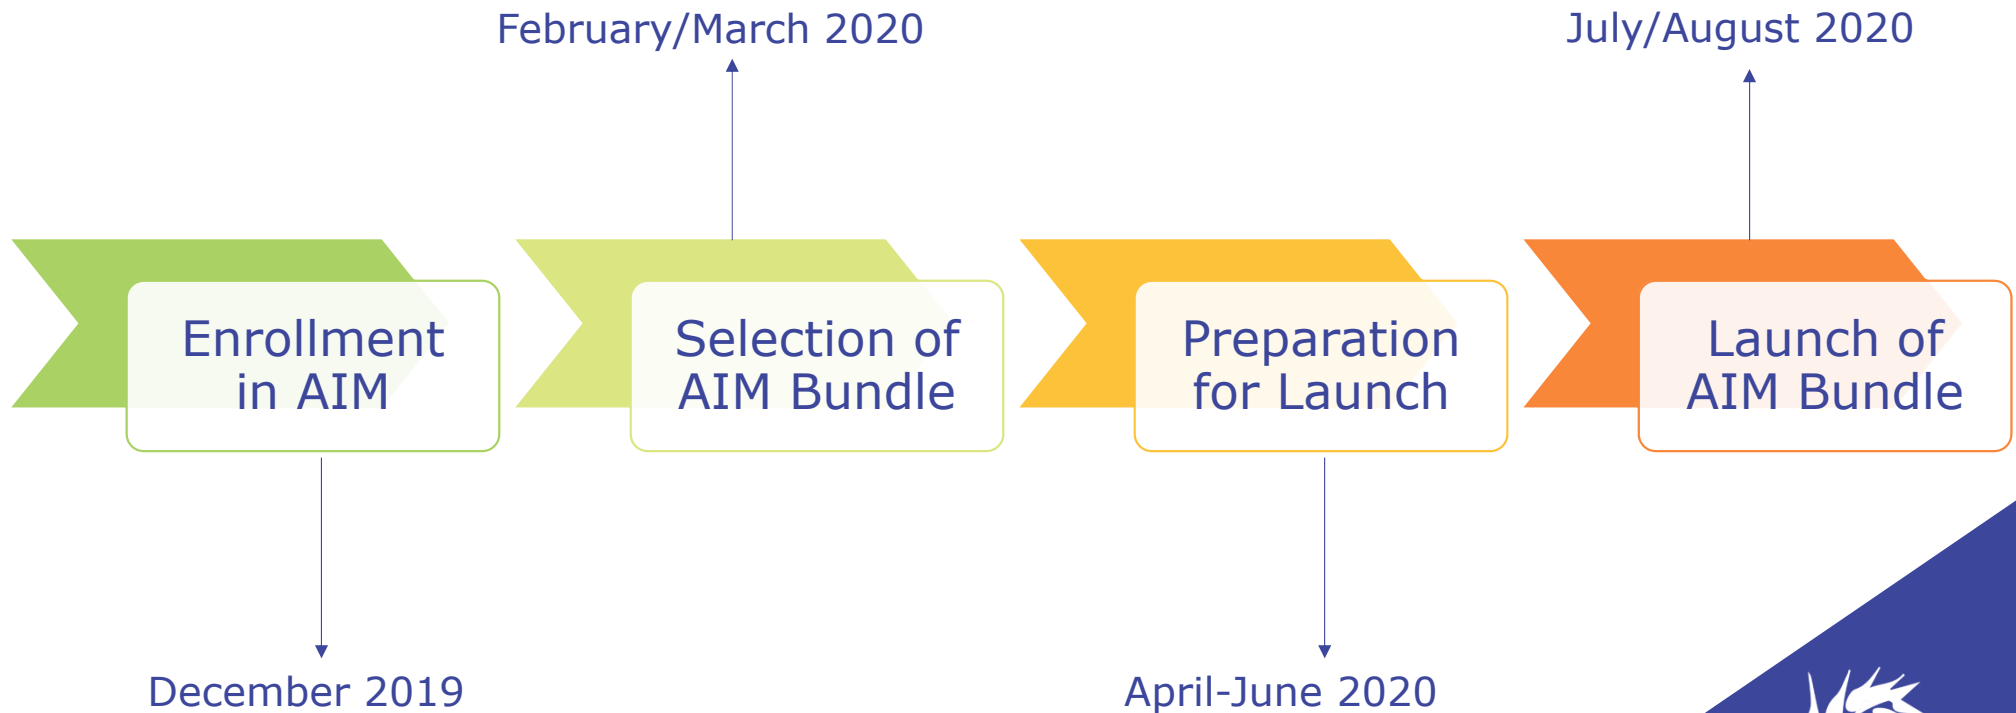 February/March 2020
July/August 2020
Enrollment
in AIM
Selection of
AIM Bundle
Preparation
for Launch
Launch of
AIM Bundle
December 2019
April-June 2020